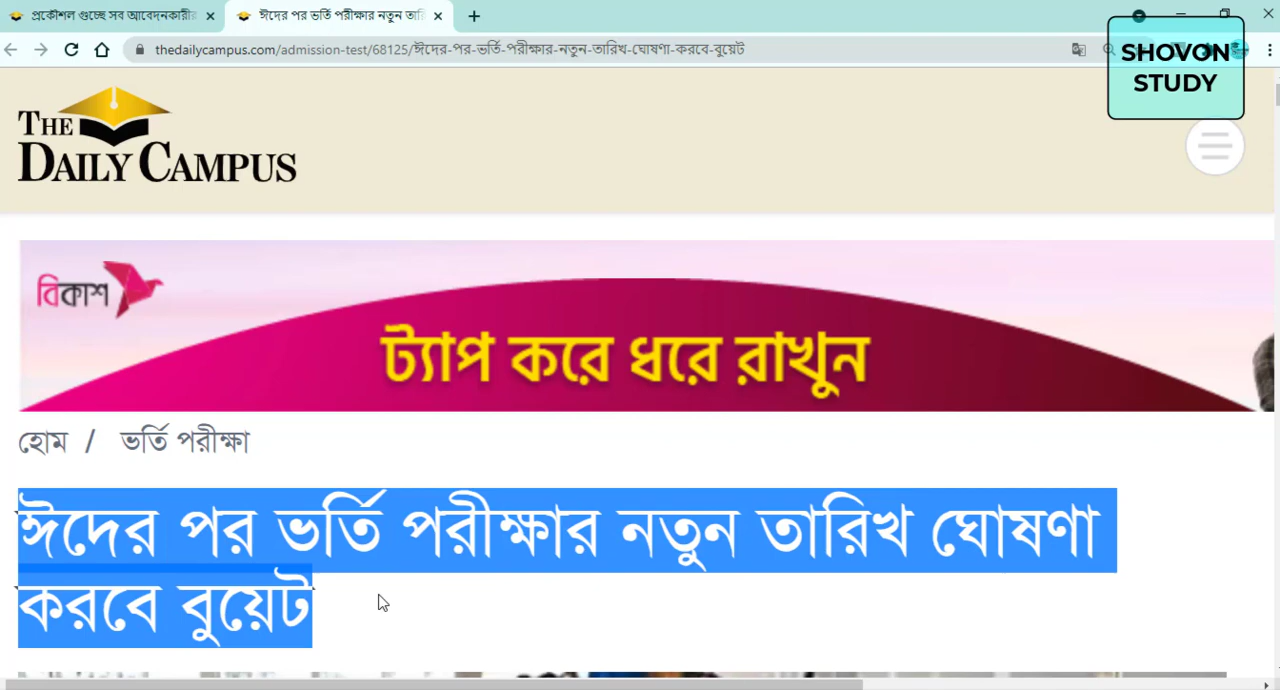 প্রকৌশল গুচ্ছে সব আবেদনকারীর
ঈদের পর ভর্তি পরীক্ষার নতুন তারি
thedailycampus.com/admission-test/68125/ঈদের-পর-ভর্তি-পরীক্ষার-নতুন-তারিখ-ঘোষণা-করবে-বুয়েট
SHOVON
STUDY
THE
DAILY CAMPUS
বিকাশ
ট্যাপ করে ধরে রাখুন
হোম / ভর্তি পরীক্ষা
ঈদের পর ভর্তি পরীক্ষার নতুন তারিখ ঘোষণা
করবে বুয়েট